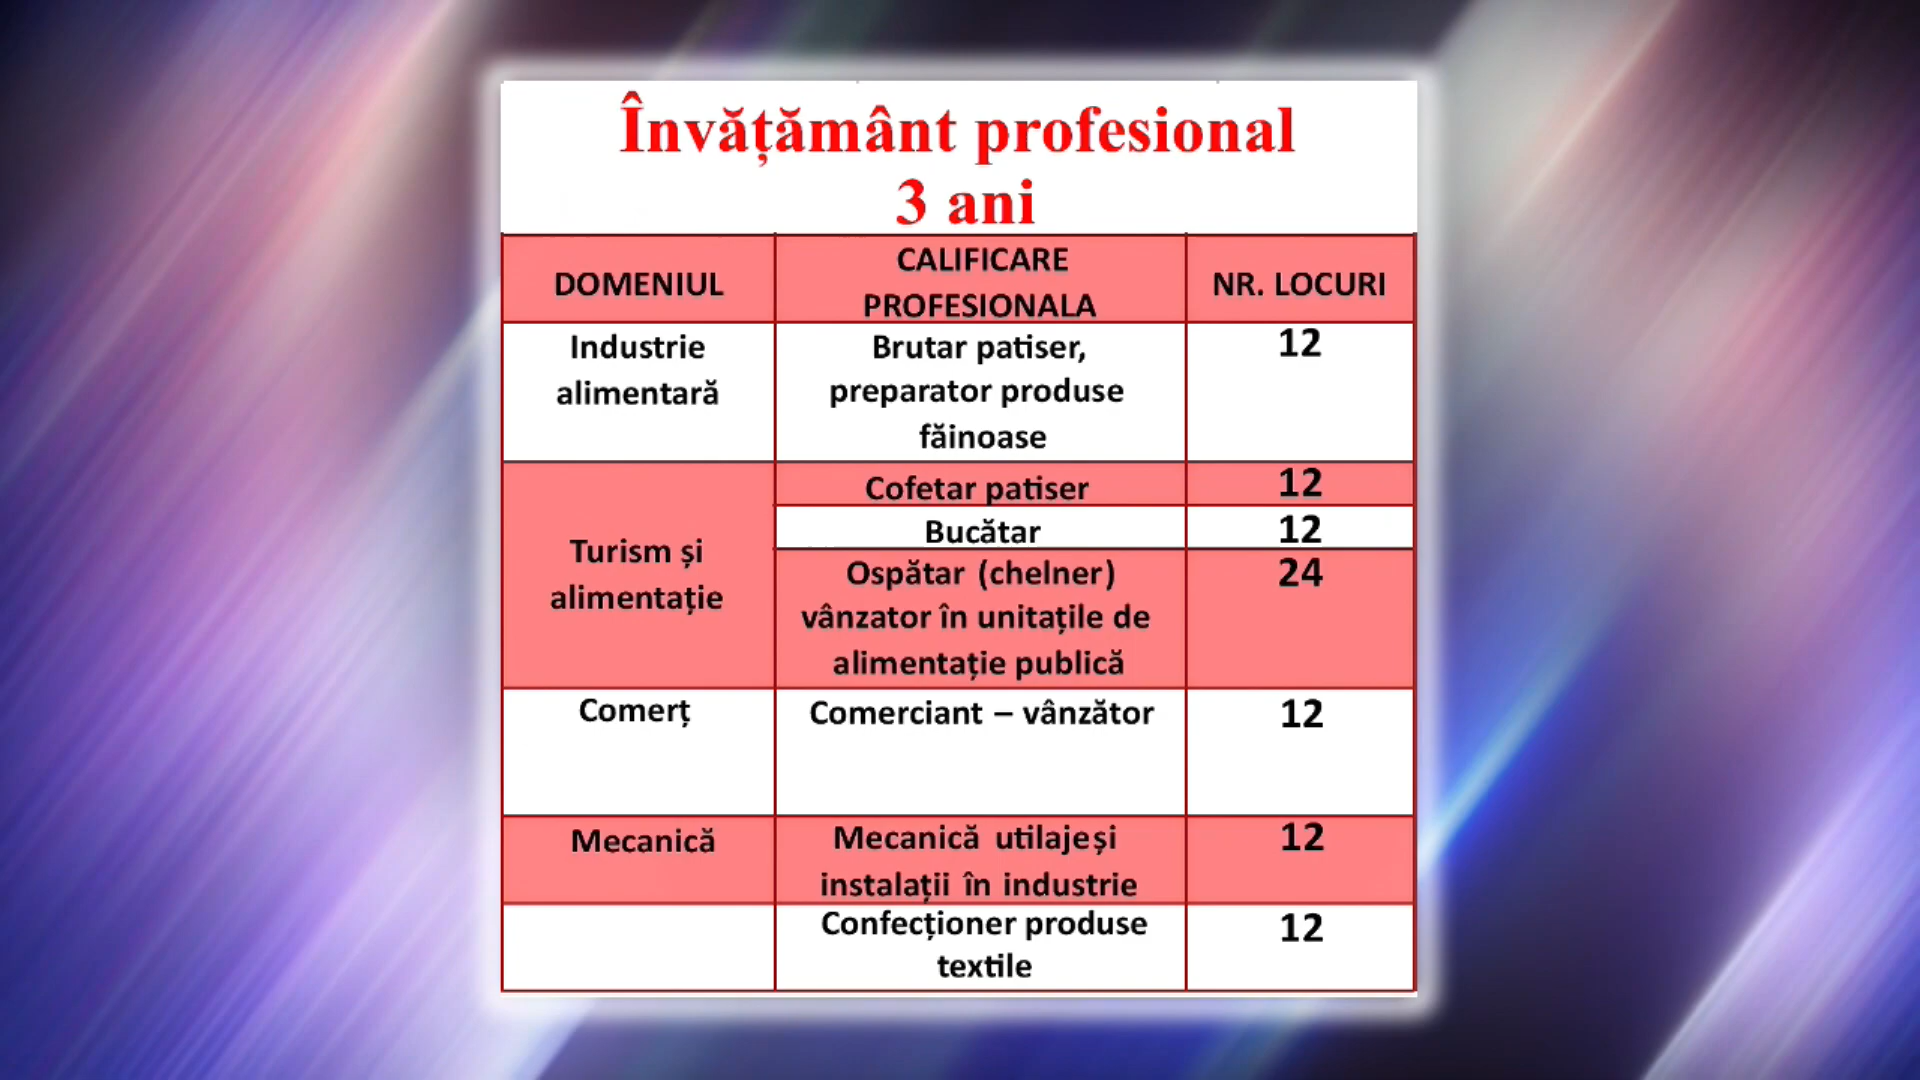 Învățământ profesional
3 ani
DOMENIUL
CALIFICARE
PROFESIONALA
NR. LOCURI
Industrie
alimentară
Brutar patiser,
preparator produse
făinoase
12
Turism și
alimentație
Cofetar patiser
12
Bucătar
12
Ospătar (chelner)
vânzator în unitațile de
alimentație publică
24
Comerț
Comerciant – vânzător
12
Mecanică
Mecanică utilaje și
instalații în industrie
12
Confecționer produse
textile
12